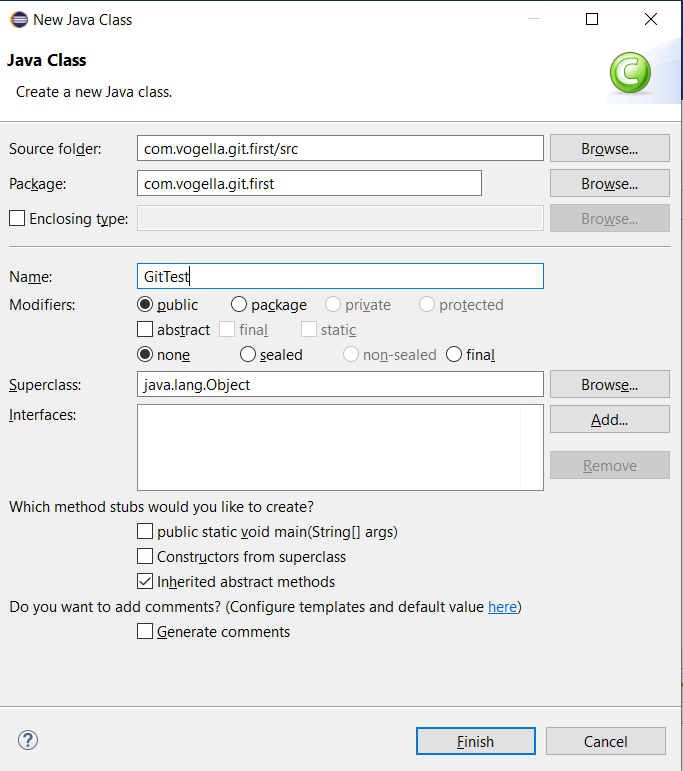 New Java Class
Java Class
Create a new Java class.
C
Source folder: com.vogella.git.first/src Browse...
Package: com.vogella.git.first Browse...
Enclosing type: Browse...
Name: GitTest
Modifiers: public package private protected
abstract final static
none sealed non-sealed final
Superclass: java.lang.Object Browse...
Interfaces: Add...
Remove
Which method stubs would you like to create?
public static void main(String[] args)
Constructors from superclass
Inherited abstract methods
Do you want to add comments? (Configure templates and default value here)
Generate comments
? Finish Cancel